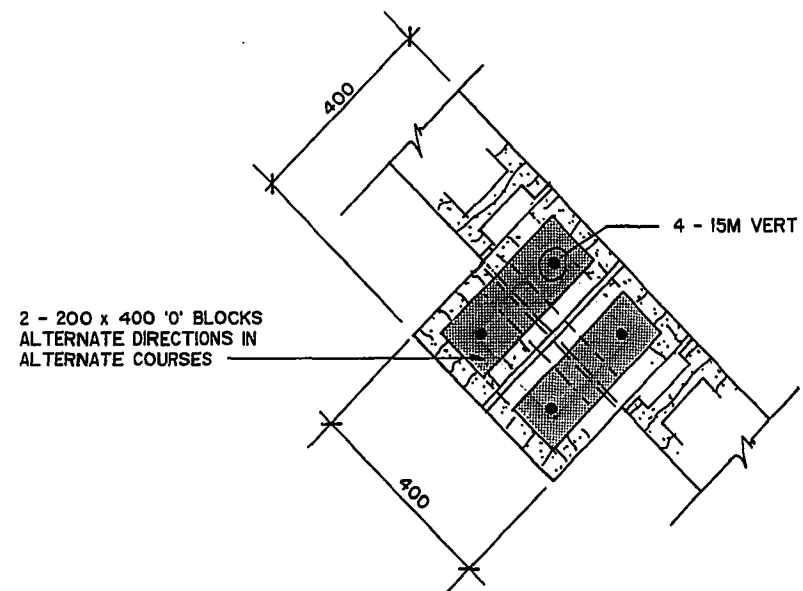 400
4 - 15M VERT
2 - 200 x 400 'O' BLOCKS
ALTERNATE DIRECTIONS IN
ALTERNATE COURSES
400